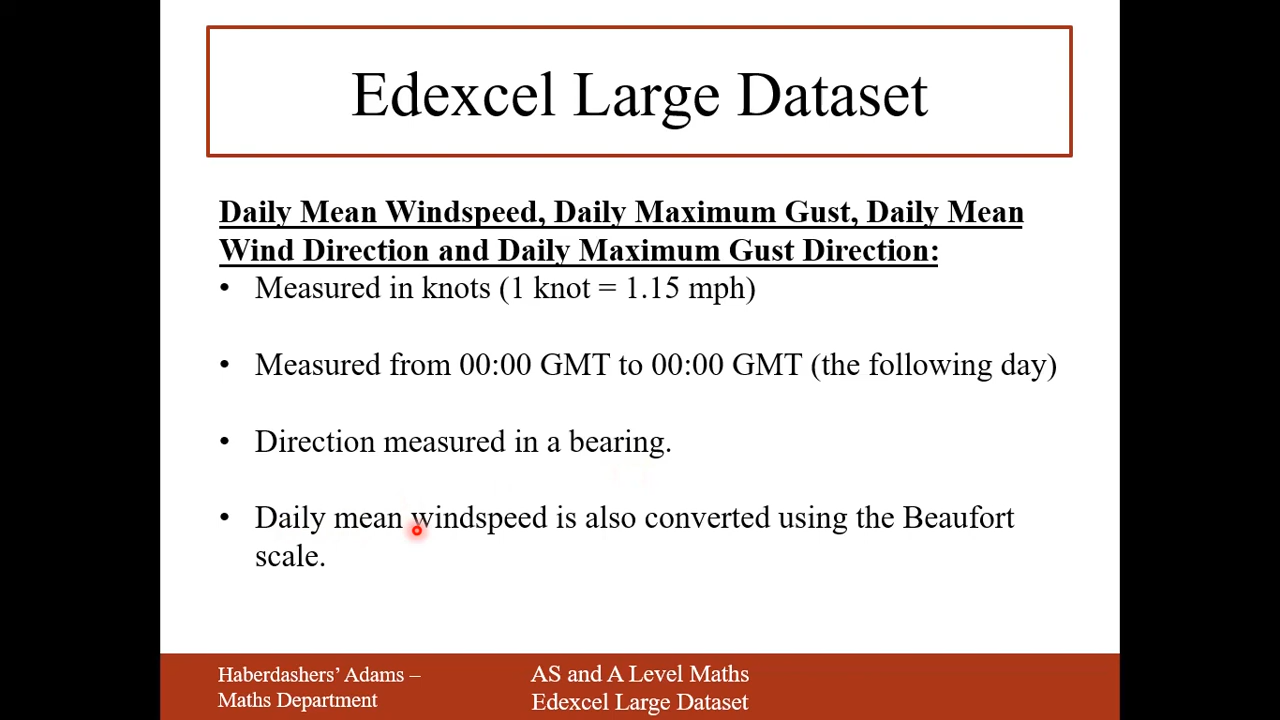 Edexcel Large Dataset
Daily Mean Windspeed, Daily Maximum Gust, Daily Mean
Wind Direction and Daily Maximum Gust Direction:
• Measured in knots (1 knot = 1.15 mph)
• Measured from 00:00 GMT to 00:00 GMT (the following day)
• Direction measured in a bearing.
• Daily mean windspeed is also converted using the Beaufort
scale.
Haberdashers’ Adams –
Maths Department
AS and A Level Maths
Edexcel Large Dataset